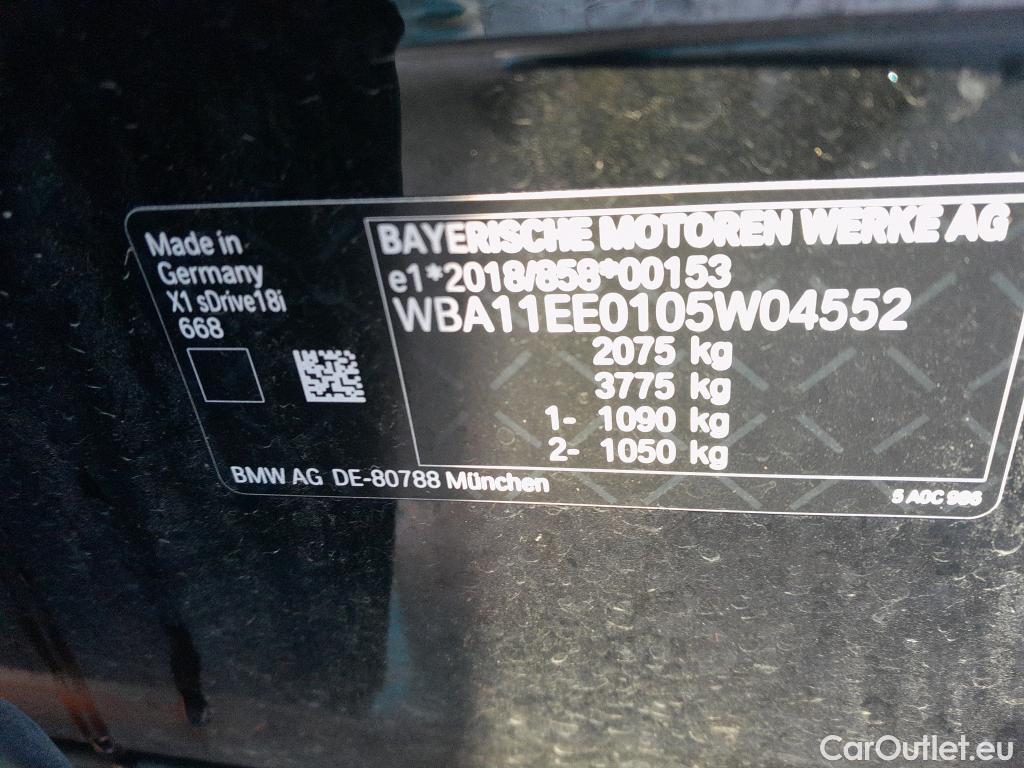 Made in
Germany
X1 sDrive18i
668
BAYERISCHE MOTOREN WERKE AG
e1*2018/858*00153
WBA11EE0105W04552
2075 kg
3775 kg
1- 1090 kg
2- 1050 kg
BMW AG DE-80788 München
5 A0C 986
CarOutlet.eu